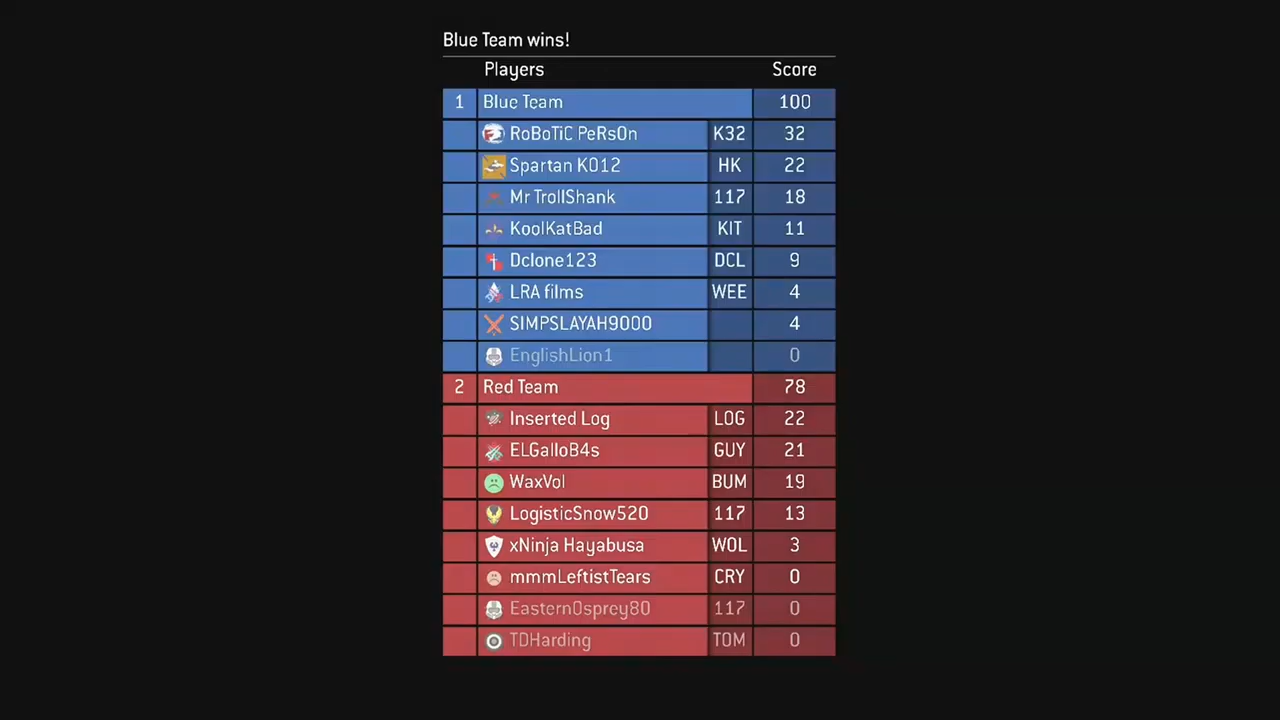 Blue Team wins!
Players Score
1 Blue Team 100
RoBoTiC PeRsOn K32 32
Spartan K012 HK 22
Mr TrollShank 117 18
KoolKatBad KIT 11
Dclone123 DCL 9
LRA films WEE 4
SIMPSLAYAH9000 4
EnglishLion1 0
2 Red Team 78
Inserted Log LOG 22
ELGalloB4s GUY 21
WaxVol BUM 19
LogisticSnow520 117 13
xNinja Hayabusa WOL 3
mmmLeftistTears CRY 0
EasternOsprey80 117 0
TDHarding TOM 0